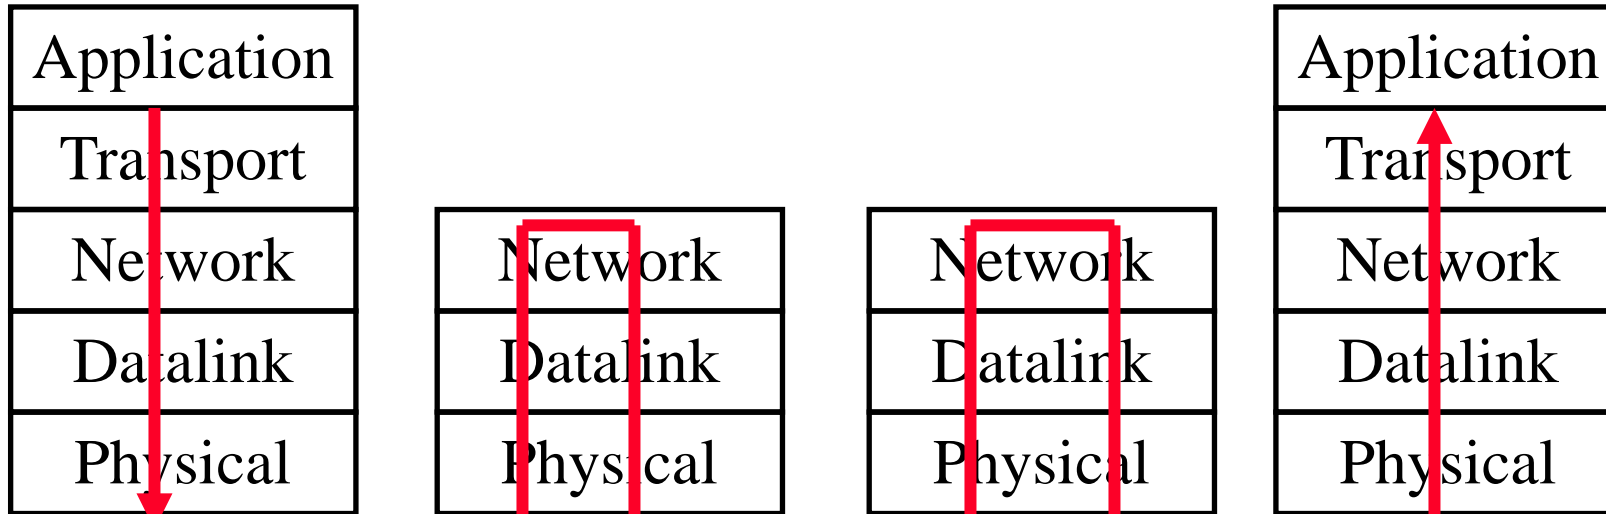 Application
Transport
Network
Datalink
Physical
Network
Datalink
Physical
Network
Datalink
Physical
Application
Transport
Network
Datalink
Physical